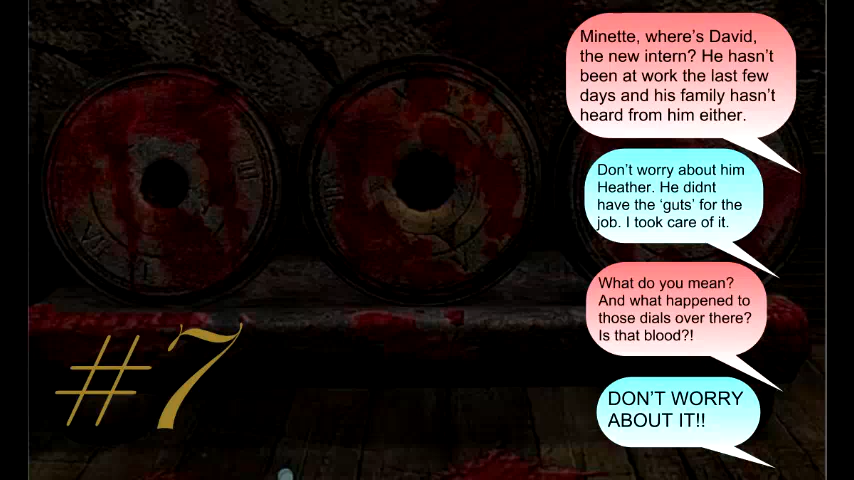 Minette, where's David,
the new intern? He hasn't
been at work the last few
days and his family hasn't
heard from him either.
Don't worry about him
Heather. He didnt
have the 'guts' for the
job. I took care of it.
What do you mean?
And what happened to
those dials over there?
Is that blood?!
DON'T WORRY
ABOUT IT!!
#7